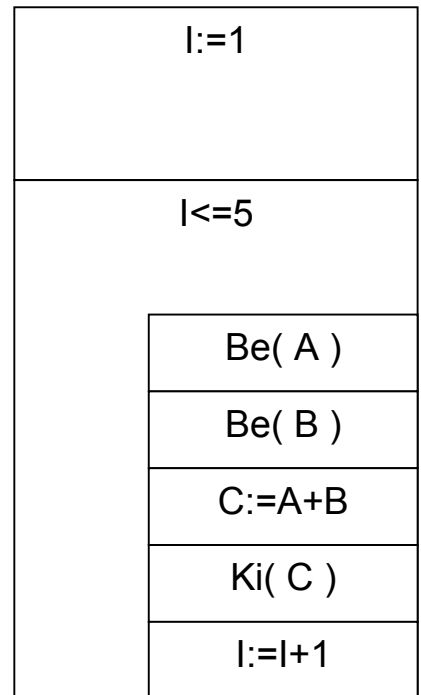 I:=1
I<=5
Be( A )
Be( B )
C:=A+B
Ki( C )
I:=I+1